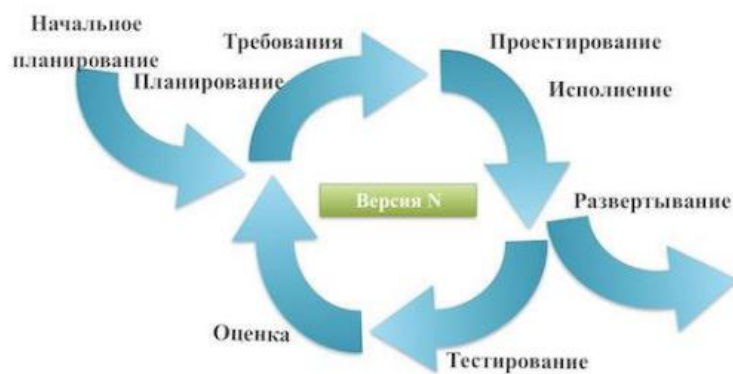 Начальное
планирование
Планирование
Требования
Проектирование
Исполнение
Версия N
Развертывание
Оценка
Тестирование